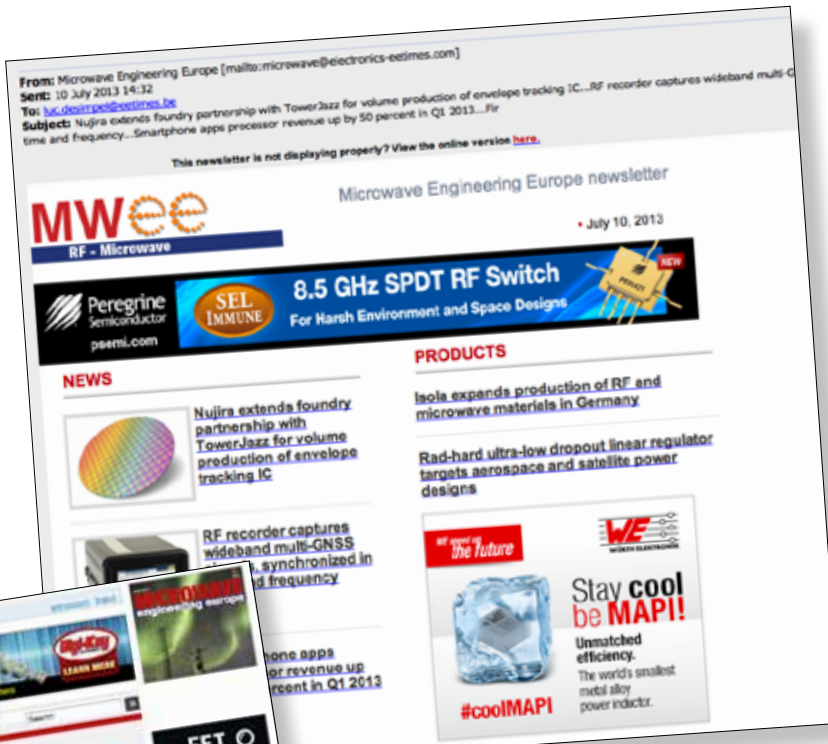 From: Microwave Engineering Europe [mailto:microwave@electronics-eetimes.com]
Sent: 10 July 2013 14:32
To: luc.desimpel@eetimes.be
Subject: Nujira extends foundry partnership with TowerJazz for volume production of envelope tracking IC...RF recorder captures wideband multi-G
time and frequency...Smartphone apps processor revenue up by 50 percent in Q1 2013....Fir
This newsletter is not displaying properly? View the online version here.
MWee
RF - Microwave
Microwave Engineering Europe newsletter
• July 10, 2013
Peregrine
Semiconductor
psemi.com
SEL
IMMUNE
8.5 GHz SPDT RF Switch
For Harsh Environment and Space Designs
NEW
NEWS
Nujira extends foundry
partnership with
TowerJazz for volume
production of envelope
tracking IC
RF recorder captures
wideband multi-GNSS
, synchronized in
d frequency
hone apps
or revenue up
rcent in Q1 2013
PRODUCTS
Isola expands production of RF and
microwave materiels in Germany
Rad-hard ultra-low dropout linear regulator
targets aerospace and satellite power
designs
WE speed up
the future
WE
WÜRTH ELEKTRONIK
Stay cool
be MAPI!
Unmatched
efficiency.
The world's smallest
metal alloy
power inductor.
#coolMAPI
MICROWAVE
engineering europe
Digi-Key
LEARN MORE
Search
EET